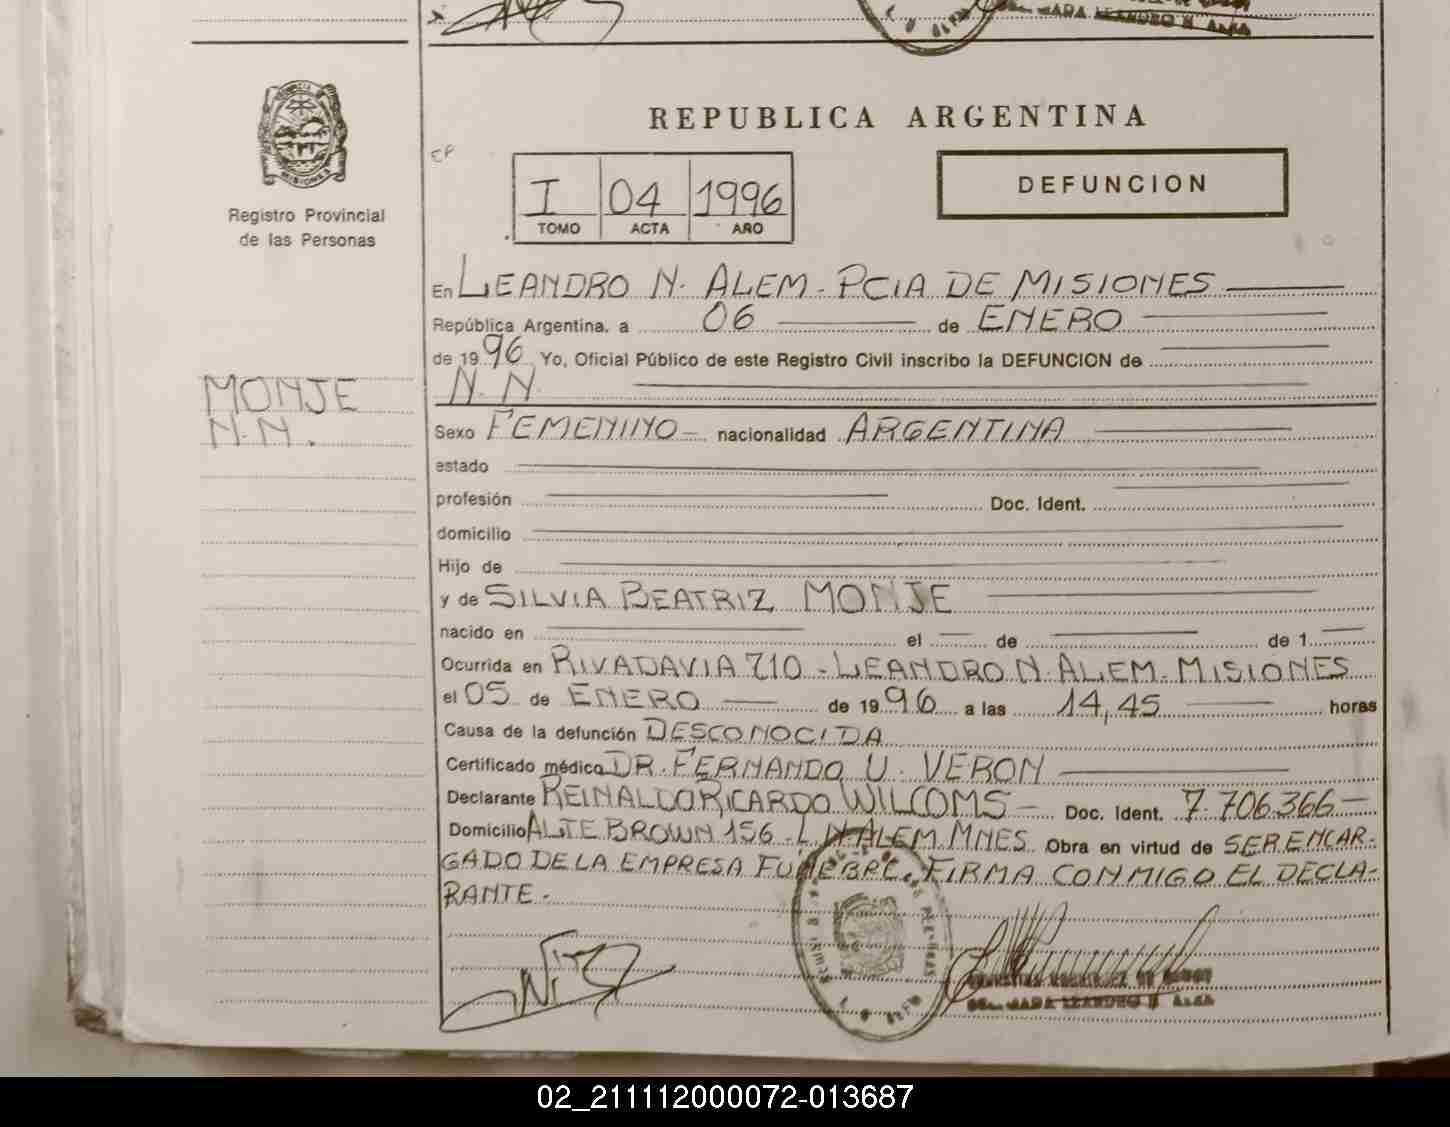 REPUBLICA ARGENTINA
MISIONES
Registro Provincial
de las Personas
CP
I 04 1996
TOMO ACTA AÑO
DEFUNCION
En LEANDRO N. ALEM - PCIA DE MISIONES
República Argentina, a 06 de ENERO
de 1996 Yo, Oficial Público de este Registro Civil inscribo la DEFUNCION de
N.N
MONJE
N.N.
Sexo FEMENINO - nacionalidad ARGENTINA
estado
profesión Doc. Ident.
domicilio
Hijo de
y de SILVIA BEATRIZ MONJE
nacido en el de de 1
Ocurrida en RIVADAVIA 710 - LEANDRO N. ALEM - MISIONES
el 05 de ENERO de 1996 a las 14,45 horas
Causa de la defunción DESCONOCIDA
Certificado médico DR. FERNANDO U. VERON
Declarante REINALDO RICARDO WILCOMS - Doc. Ident. 7.706.366 -
Domicilio ALTE BROWN 156 - L.N ALEM MNES Obra en virtud de SER ENCAR-
GADO DE LA EMPRESA FUNEBRE. FIRMA CONMIGO EL DECLA-
RANTE -
LEANDRO N. ALEM
02_211112000072-013687